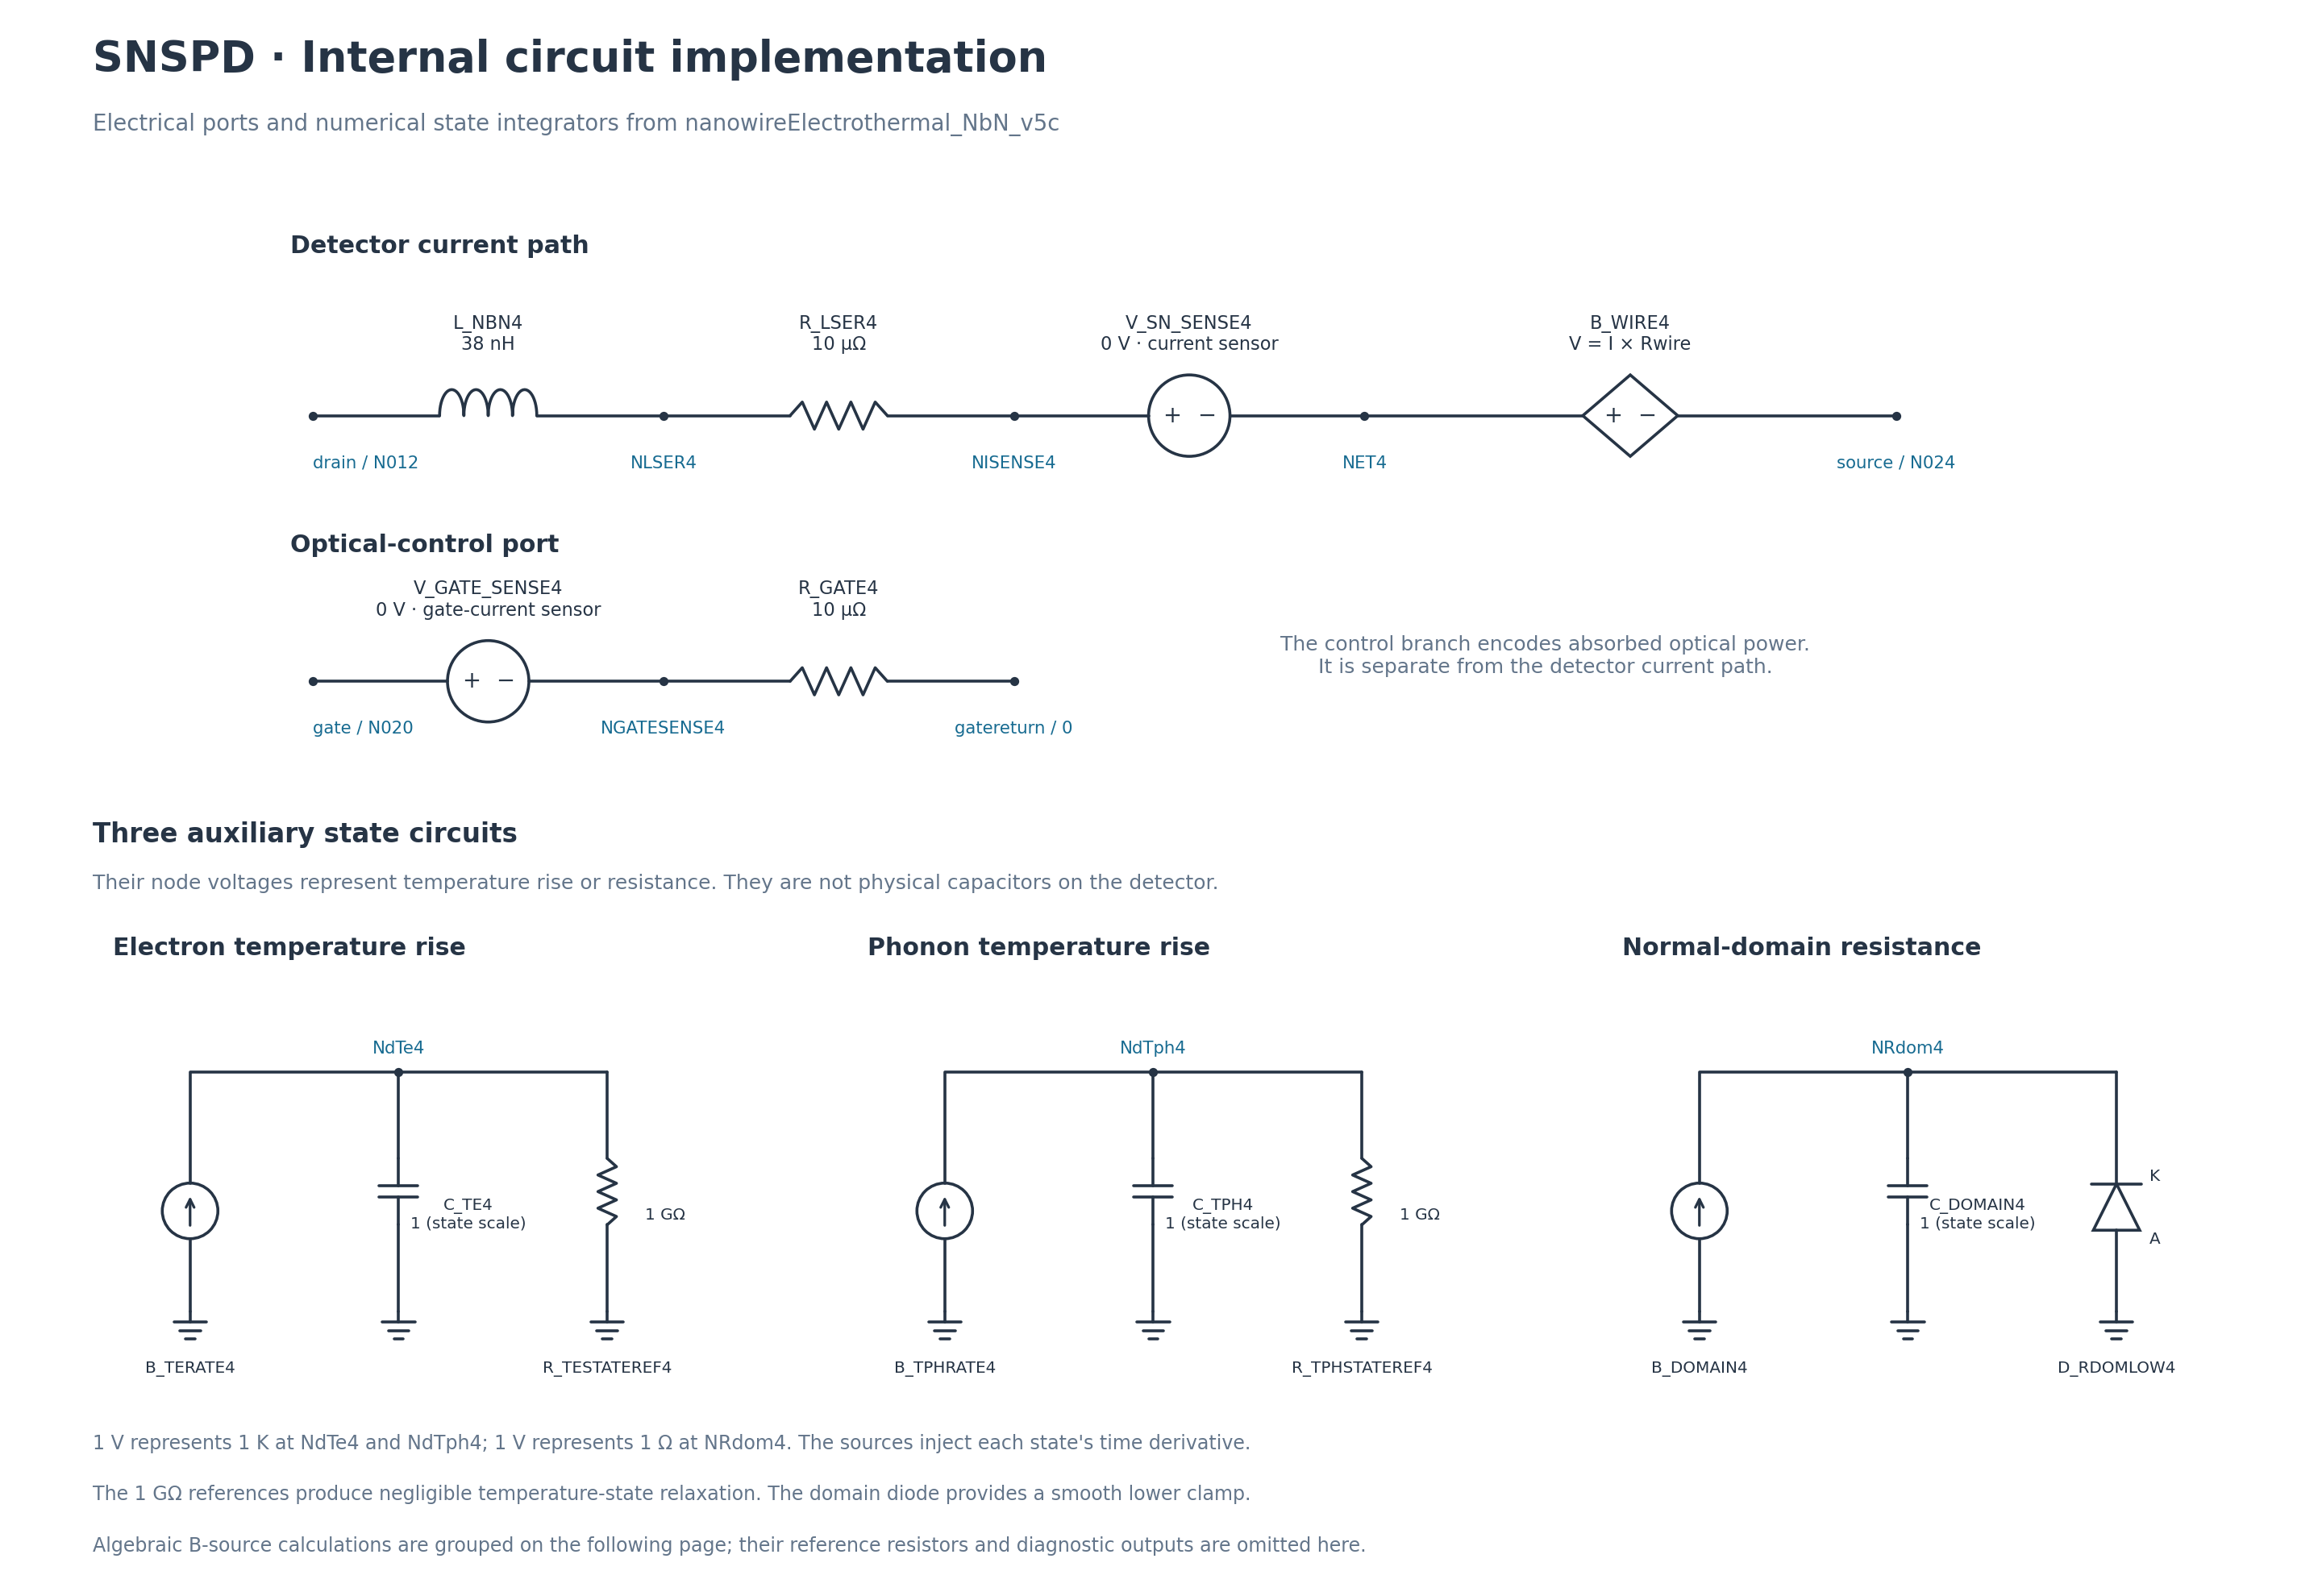 SNSPD · Internal circuit implementation
Electrical ports and numerical state integrators from nanowireElectrothermal_NbN_v5c
Detector current path
L_NBN4
38 nH
R_LSER4
10 μΩ
V_SN_SENSE4
0 V · current sensor
B_WIRE4
V = I × Rwire
+ −
+ −
drain / N012
NLSER4
NISENSE4
NET4
source / N024
Optical-control port
V_GATE_SENSE4
0 V · gate-current sensor
R_GATE4
10 μΩ
+ −
The control branch encodes absorbed optical power.
It is separate from the detector current path.
gate / N020
NGATESENSE4
gatereturn / 0
Three auxiliary state circuits
Their node voltages represent temperature rise or resistance. They are not physical capacitors on the detector.
Electron temperature rise
NdTe4
C_TE4
1 (state scale)
1 GΩ
B_TERATE4
R_TESTATEREF4
Phonon temperature rise
NdTph4
C_TPH4
1 (state scale)
1 GΩ
B_TPHRATE4
R_TPHSTATEREF4
Normal-domain resistance
NRdom4
C_DOMAIN4
1 (state scale)
K
A
B_DOMAIN4
D_RDOMLOW4
1 V represents 1 K at NdTe4 and NdTph4; 1 V represents 1 Ω at NRdom4. The sources inject each state's time derivative.
The 1 GΩ references produce negligible temperature-state relaxation. The domain diode provides a smooth lower clamp.
Algebraic B-source calculations are grouped on the following page; their reference resistors and diagnostic outputs are omitted here.